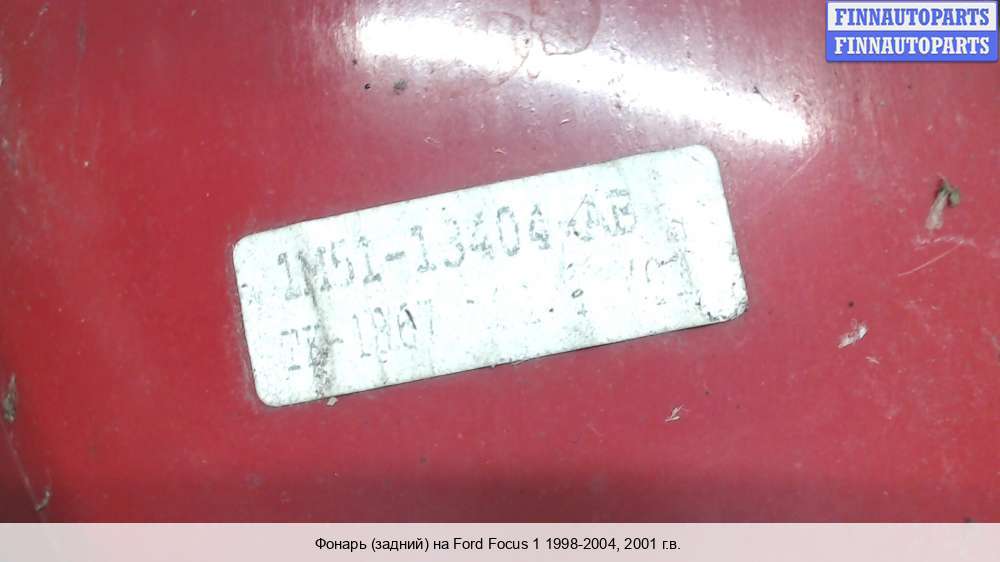 FINNAUTOPARTS
FINNAUTOPARTS
1M51-13404-AB
Фонарь (задний) на Ford Focus 1 1998-2004, 2001 г.в.